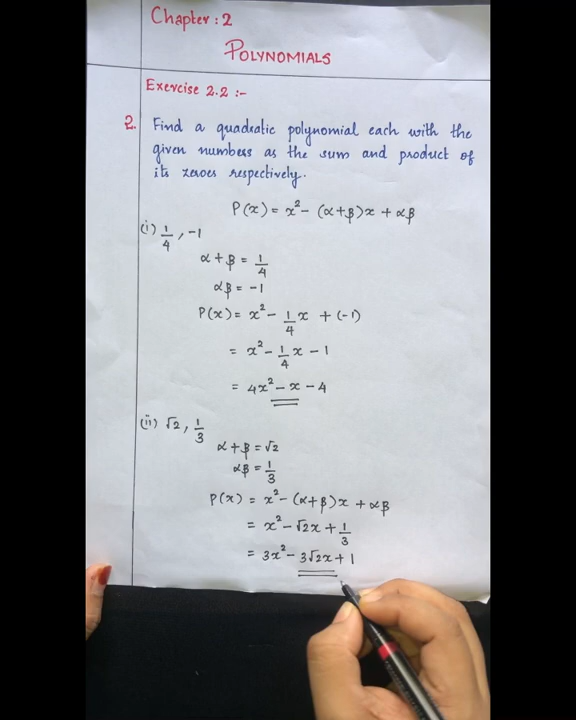 Chapter : 2
POLYNOMIALS
Exercise 2.2 :-
2. Find a quadratic polynomial each with the
given numbers as the sum and product of
its zeroes respectively.
P(x) = x² - (α+β)x + αβ
(i) 1/4, -1
α + β = 1/4
αβ = -1
P(x) = x² - 1/4 x + (-1)
= x² - 1/4 x - 1
= 4x² - x - 4
(ii) √2, 1/3
α + β = √2
αβ = 1/3
P(x) = x² - (α+β)x + αβ
= x² - √2x + 1/3
= 3x² - 3√2x + 1